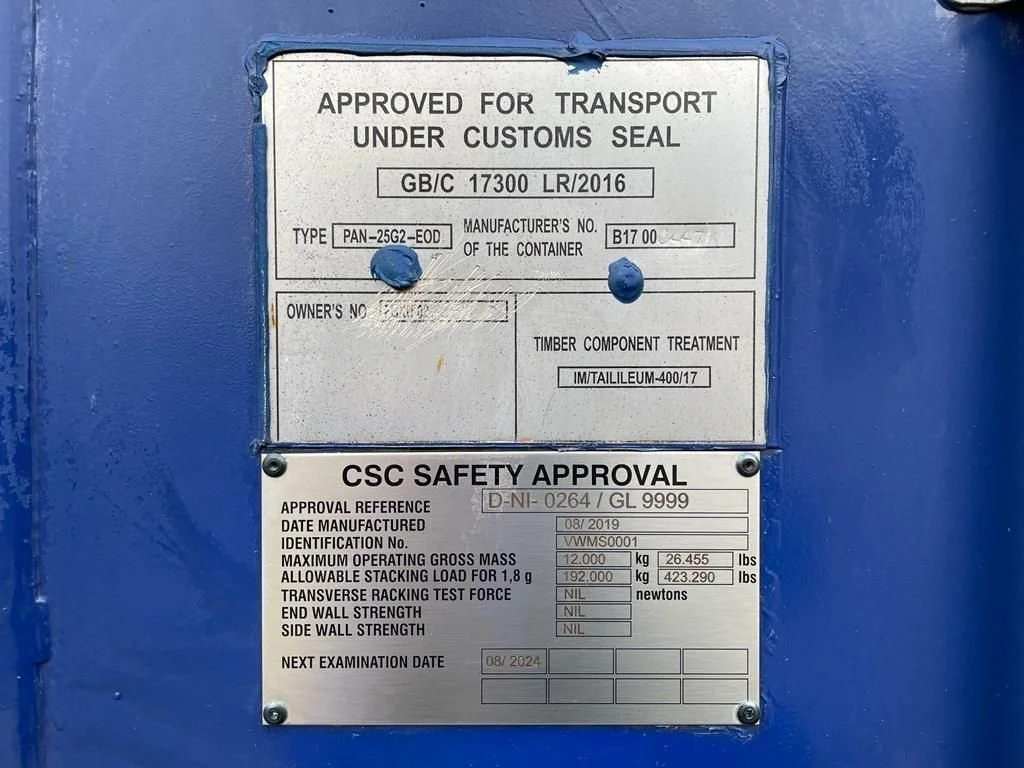 APPROVED FOR TRANSPORT
UNDER CUSTOMS SEAL
GB/C 17300 LR/2016
TYPE PAN-25G2-EOD MANUFACTURER'S NO. OF THE CONTAINER B17 00
OWNER'S NO
TIMBER COMPONENT TREATMENT
IM/TAILILEUM-400/17
CSC SAFETY APPROVAL
APPROVAL REFERENCE D-NI- 0264 / GL 9999
DATE MANUFACTURED 08/ 2019
IDENTIFICATION No. VWMS0001
MAXIMUM OPERATING GROSS MASS 12.000 kg 26.455 lbs
ALLOWABLE STACKING LOAD FOR 1,8 g 192.000 kg 423.290 lbs
TRANSVERSE RACKING TEST FORCE NIL newtons
END WALL STRENGTH NIL
SIDE WALL STRENGTH NIL
NEXT EXAMINATION DATE 08/ 2024